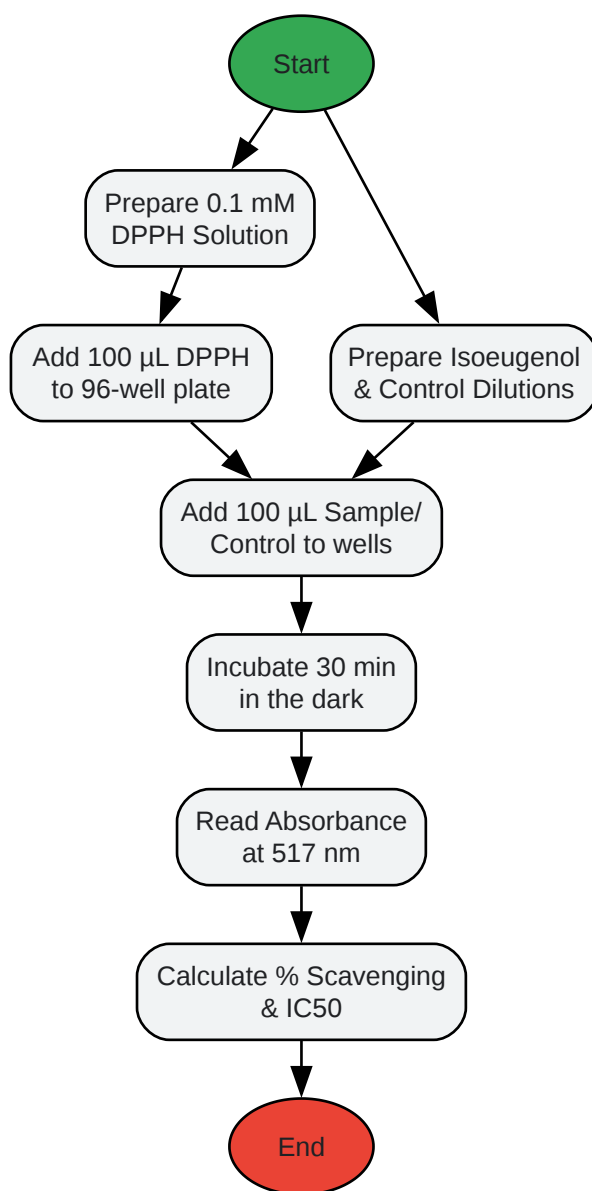 Start
Prepare 0.1 mM
DPPH Solution
Add 100 µL DPPH
to 96-well plate
Prepare Isoeugenol
& Control Dilutions
Add 100 µL Sample/
Control to wells
Incubate 30 min
in the dark
Read Absorbance
at 517 nm
Calculate % Scavenging
& IC50
End